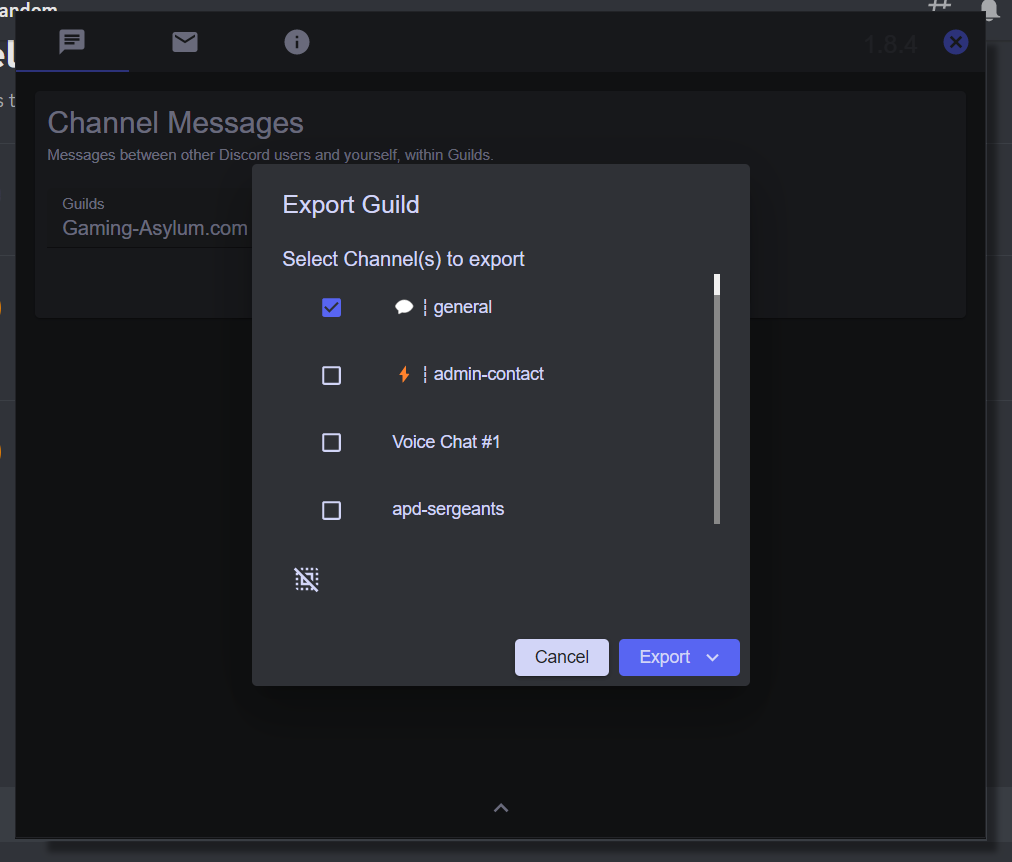 andom
#
1.8.4
el
s t
Channel Messages
Messages between other Discord users and yourself, within Guilds.
Guilds
Gaming-Asylum.com
Export Guild
Select Channel(s) to export
¦ general
¦ admin-contact
Voice Chat #1
apd-sergeants
Cancel
Export